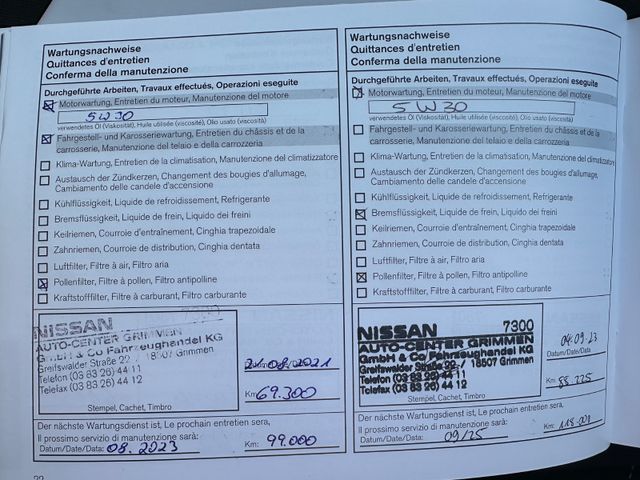 Wartungsnachweise
Quittances d'entretien
Conferma della manutenzione
Durchgeführte Arbeiten, Travaux effectués, Operazioni eseguite
Motorwartung, Entretien du moteur, Manutenzione del motore
5W30
verwendetes Öl (Viskosität), Huile utilisée (viscosité), Olio usato (viscosità)
Fahrgestell- und Karosseriewartung, Entretien du châssis et de la
carrosserie, Manutenzione del telaio e della carrozzeria
Klima-Wartung, Entretien de la climatisation, Manutenzione del climatizzatore
Austausch der Zündkerzen, Changement des bougies d'allumage,
Cambiamento delle candele d'accensione
Kühlflüssigkeit, Liquide de refroidissement, Refrigerante
Bremsflüssigkeit, Liquide de frein, Liquido dei freini
Keilriemen, Courroie d'entraînement, Cinghia trapezoidale
Zahnriemen, Courroie de distribution, Cinghia dentata
Luftfilter, Filtre à air, Filtro aria
Pollenfilter, Filtre à pollen, Filtro antipolline
Kraftstofffilter, Filtre à carburant, Filtro carburante
NISSAN
AUTO-CENTER GRIMMEN
GmbH & Co Fahrzeughandel KG
Greifswalder Straße 22 / 18507 Grimmen
Telefon (03 83 26) 44 11
Telefax (03 83 26) 44 12
Stempel, Cachet, Timbro
08.2021
Km: 69.300
Der nächste Wartungsdienst ist, Le prochain entretien sera,
Il prossimo servizio di manutenzione sarà:
Datum/Date/Data: 08.2023 Km: 99.000
Wartungsnachweise
Quittances d'entretien
Conferma della manutenzione
Durchgeführte Arbeiten, Travaux effectués, Operazioni eseguite
Motorwartung, Entretien du moteur, Manutenzione del motore
5W30
verwendetes Öl (Viskosität), Huile utilisée (viscosité), Olio usato (viscosità)
Fahrgestell- und Karosseriewartung, Entretien du châssis et de la
carrosserie, Manutenzione del telaio e della carrozzeria
Klima-Wartung, Entretien de la climatisation, Manutenzione del climatizzatore
Austausch der Zündkerzen, Changement des bougies d'allumage,
Cambiamento delle candele d'accensione
Kühlflüssigkeit, Liquide de refroidissement, Refrigerante
Bremsflüssigkeit, Liquide de frein, Liquido dei freini
Keilriemen, Courroie d'entraînement, Cinghia trapezoidale
Zahnriemen, Courroie de distribution, Cinghia dentata
Luftfilter, Filtre à air, Filtro aria
Pollenfilter, Filtre à pollen, Filtro antipolline
Kraftstofffilter, Filtre à carburant, Filtro carburante
NISSAN 7300
AUTO-CENTER GRIMMEN
GmbH & Co Fahrzeughandel KG
Greifswalder Straße 22 / 18507 Grimmen
Telefon (03 83 26) 44 11
Telefax (03 83 26) 44 12
Stempel, Cachet, Timbro
04.09.23
Datum/Date/Data
Km:
Der nächste Wartungsdienst ist, Le prochain entretien sera,
Il prossimo servizio di manutenzione sarà:
Datum/Date/Data: 09/25 Km: